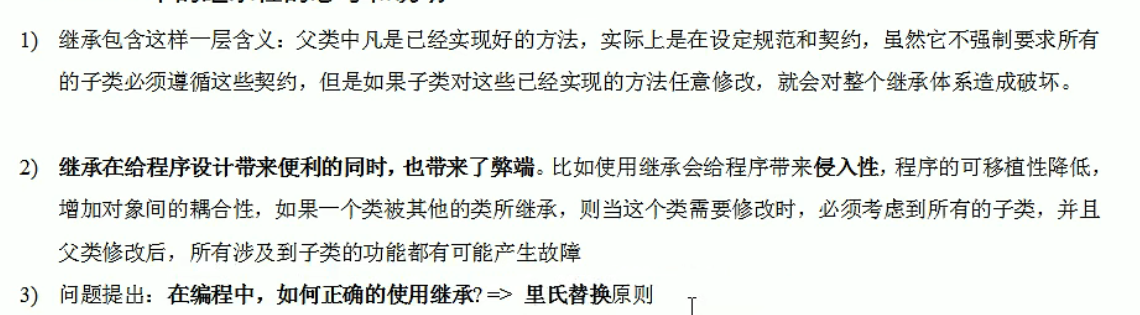 1) 继承包含这样一层含义：父类中凡是已经实现好的方法，实际上是在设定规范和契约，虽然它不强制要求所有
的子类必须遵循这些契约，但是如果子类对这些已经实现的方法任意修改，就会对整个继承体系造成破坏。
2) 继承在给程序设计带来便利的同时，也带来了弊端。比如使用继承会给程序带来侵入性，程序的可移植性降低，
增加对象间的耦合性，如果一个类被其他的类所继承，则当这个类需要修改时，必须考虑到所有的子类，并且
父类修改后，所有涉及到子类的功能都有可能产生故障
3) 问题提出：在编程中，如何正确的使用继承? => 里氏替换原则